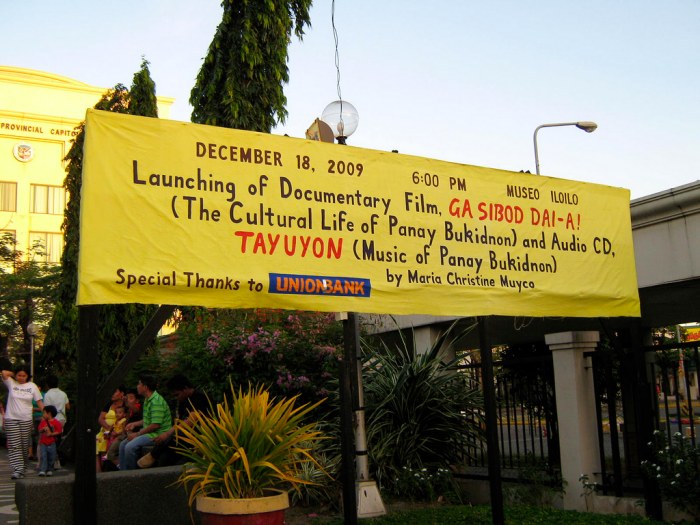 PROVINCIAL CAPITOL
DECEMBER 18, 2009 6:00 PM MUSEO ILOILO
Launching of Documentary Film, GA SIBOD DAI-A!
(The Cultural Life of Panay Bukidnon) and Audio CD,
TAYUYON (Music of Panay Bukidnon)
by Maria Christine Muyco
Special Thanks to UNIONBANK